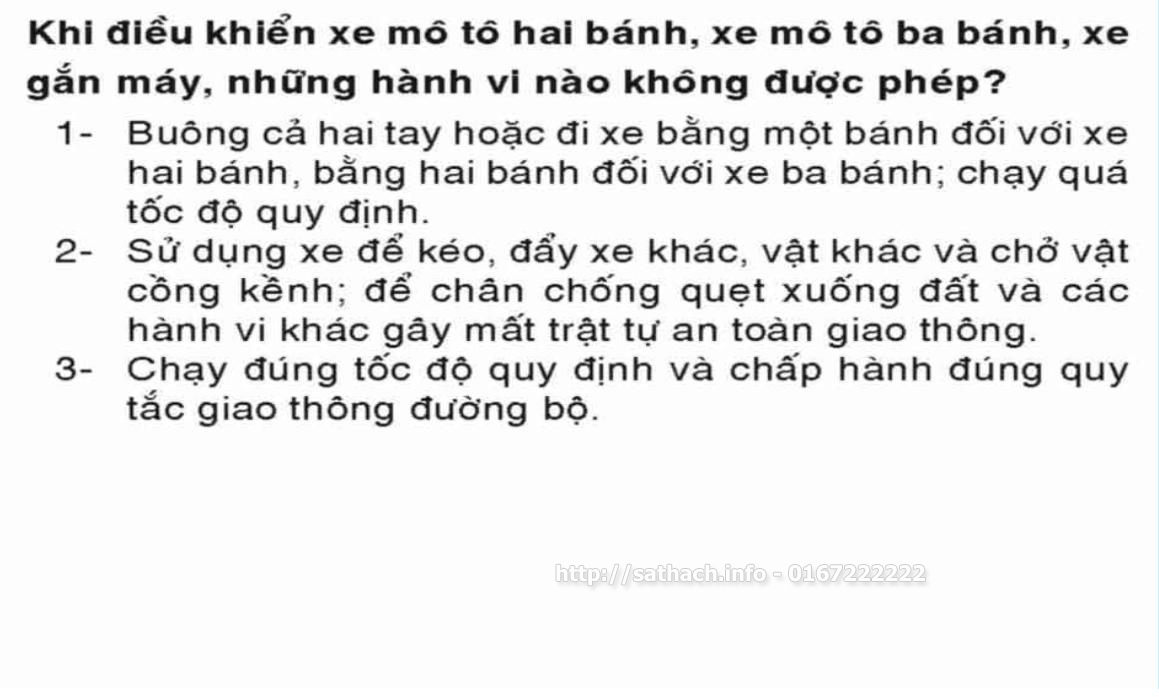 Khi điều khiển xe mô tô hai bánh, xe mô tô ba bánh, xe
gắn máy, những hành vi nào không được phép?
1- Buông cả hai tay hoặc đi xe bằng một bánh đối với xe
hai bánh, bằng hai bánh đối với xe ba bánh; chạy quá
tốc độ quy định.
2- Sử dụng xe để kéo, đẩy xe khác, vật khác và chở vật
cồng kềnh; để chân chống quẹt xuống đất và các
hành vi khác gây mất trật tự an toàn giao thông.
3- Chạy đúng tốc độ quy định và chấp hành đúng quy
tắc giao thông đường bộ.
http://sathach.info - 0167222222